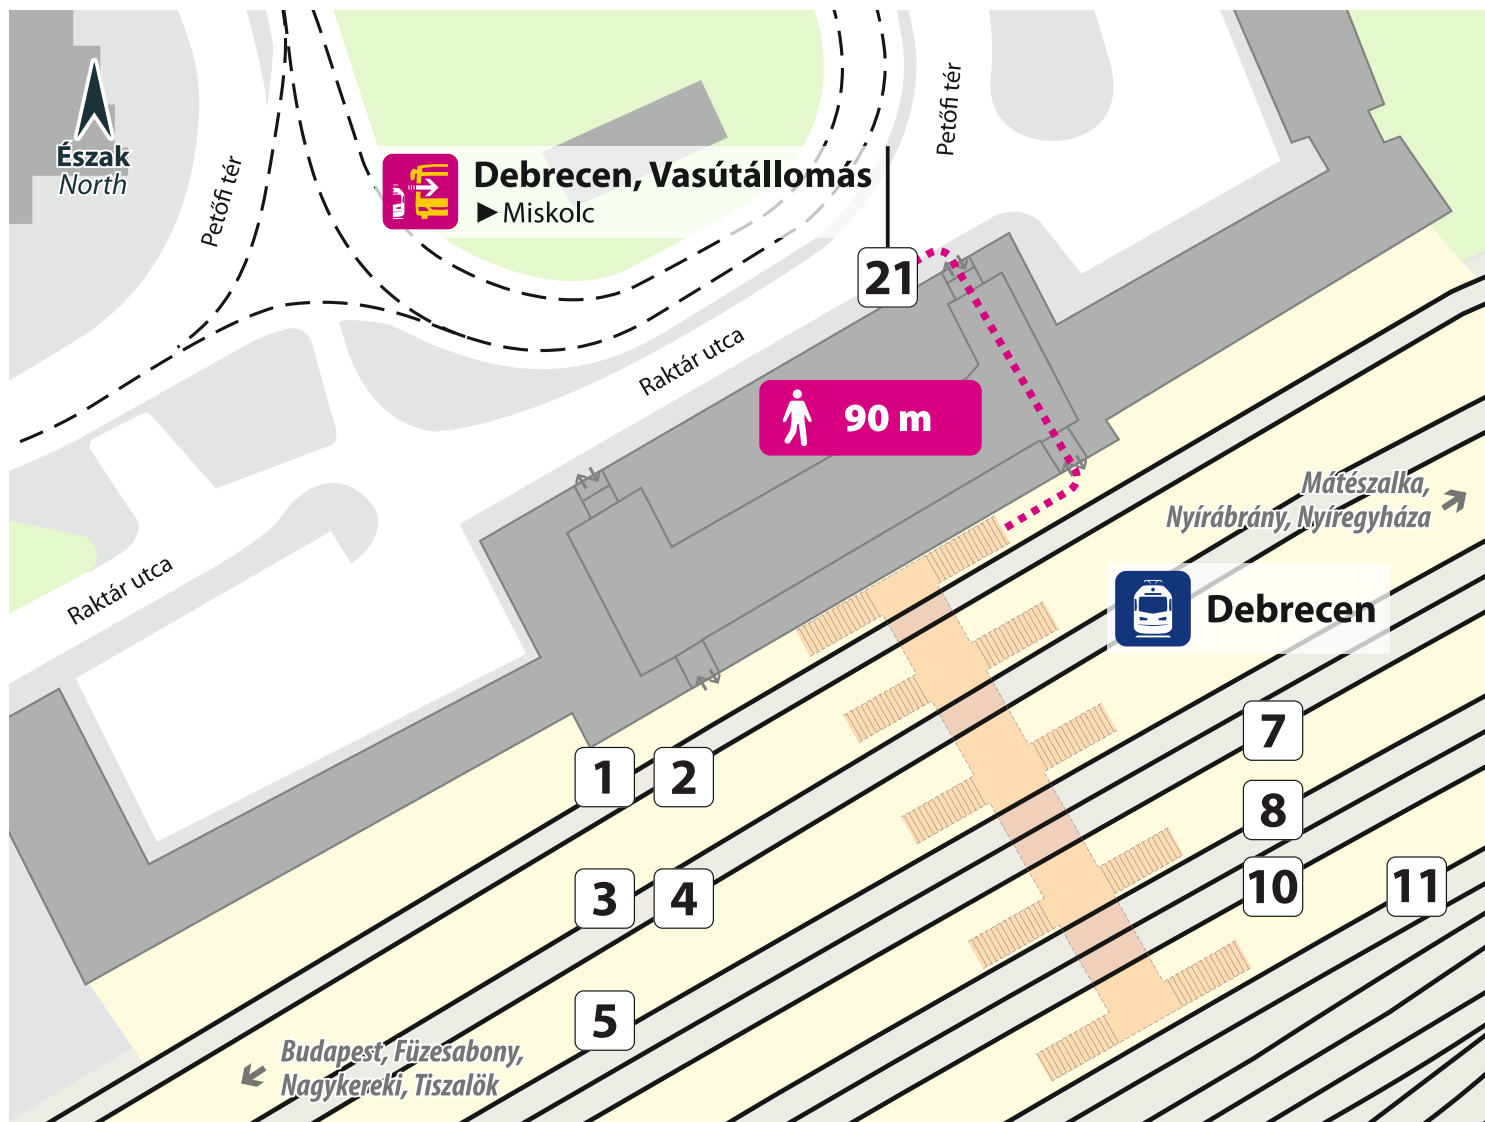 Észak
North
Petőfi tér
Petőfi tér
Debrecen, Vasútállomás
▶ Miskolc
21
Raktár utca
90 m
Raktár utca
Mátészalka,
Nyírábrány, Nyíregyháza
Debrecen
1
2
3
4
5
7
8
10
11
Budapest, Füzesabony,
Nagykereki, Tiszalök